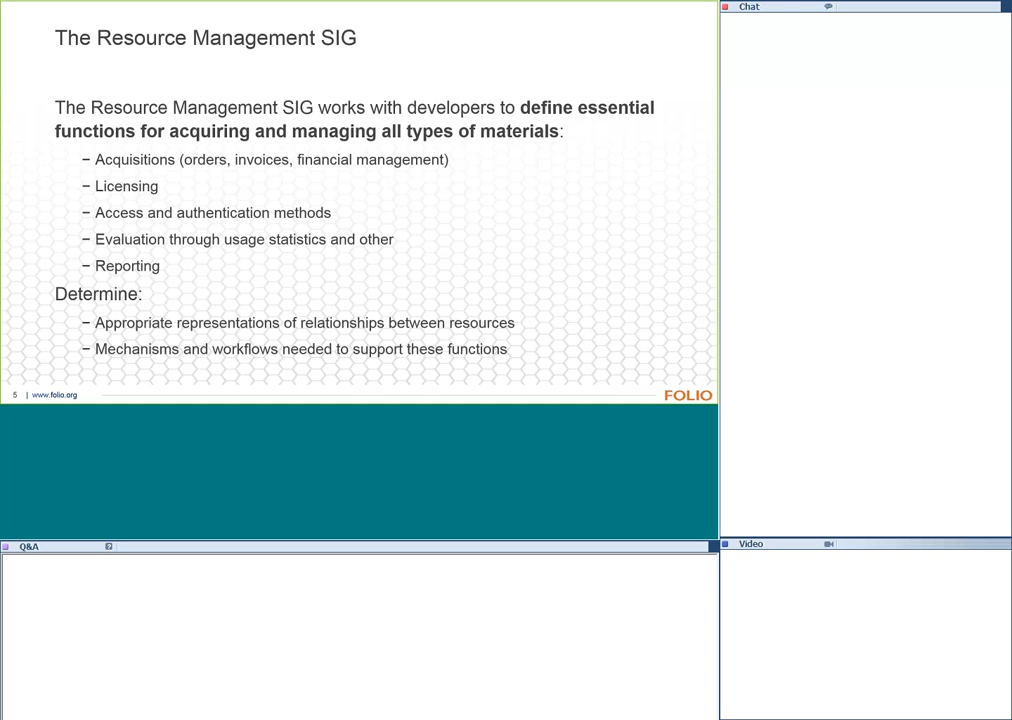 The Resource Management SIG
The Resource Management SIG works with developers to define essential
functions for acquiring and managing all types of materials:
− Acquisitions (orders, invoices, financial management)
− Licensing
− Access and authentication methods
− Evaluation through usage statistics and other
− Reporting
Determine:
− Appropriate representations of relationships between resources
− Mechanisms and workflows needed to support these functions
5 | www.folio.org
FOLIO
Chat
Q&A
Video